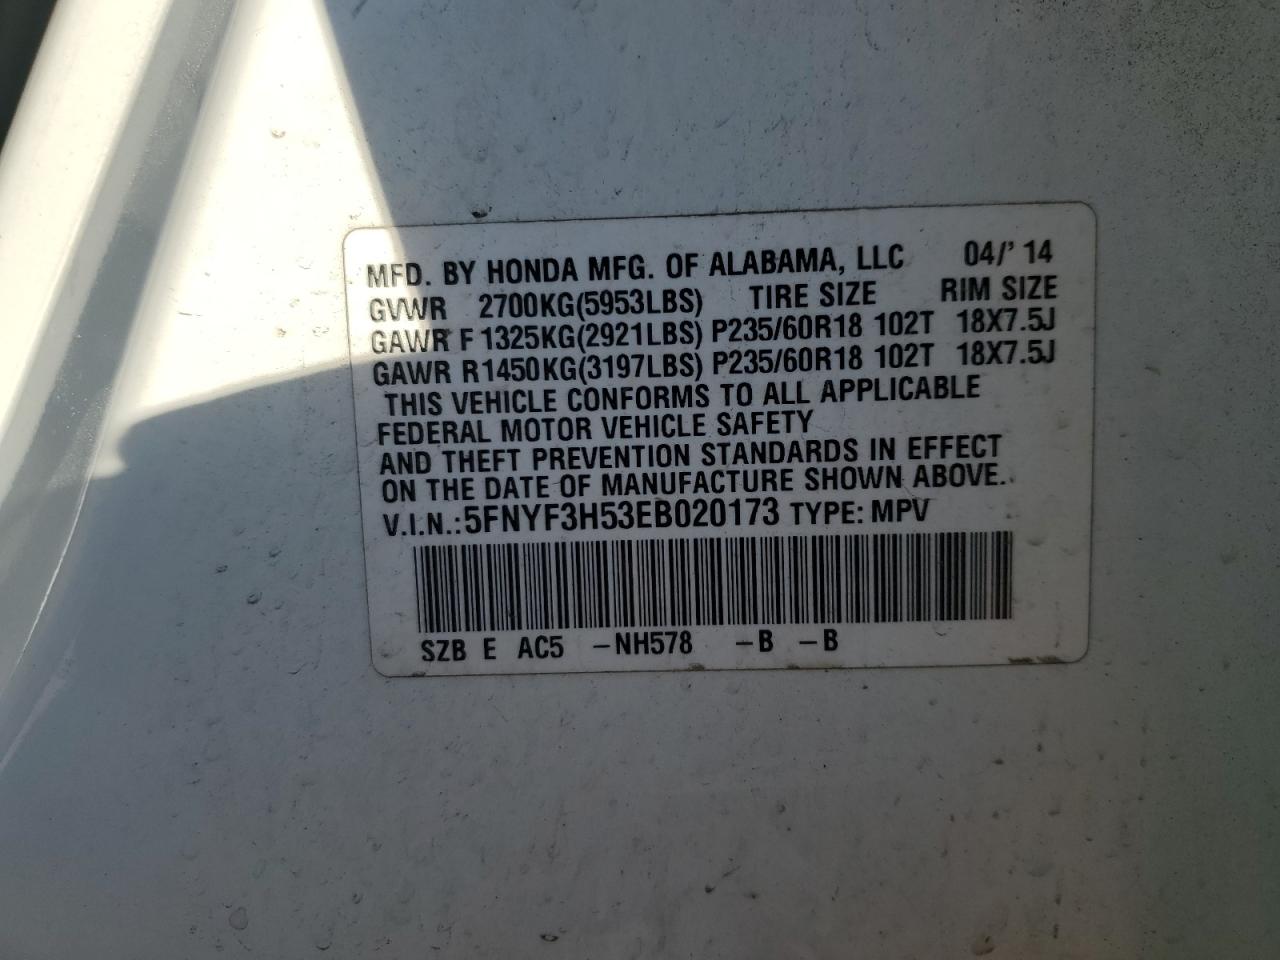 MFD. BY HONDA MFG. OF ALABAMA, LLC 04/' 14
GVWR 2700KG(5953LBS) TIRE SIZE RIM SIZE
GAWR F 1325KG(2921LBS) P235/60R18 102T 18X7.5J
GAWR R1450KG(3197LBS) P235/60R18 102T 18X7.5J
THIS VEHICLE CONFORMS TO ALL APPLICABLE
FEDERAL MOTOR VEHICLE SAFETY
AND THEFT PREVENTION STANDARDS IN EFFECT
ON THE DATE OF MANUFACTURE SHOWN ABOVE.
V.I.N.:5FNYF3H53EB020173 TYPE: MPV
SZB E AC5 –NH578 –B –B